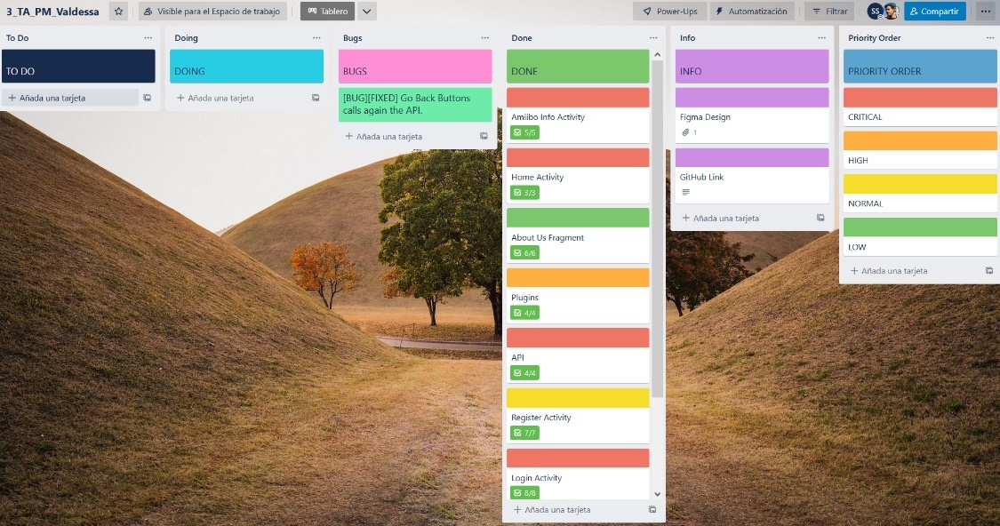 3_TA_PM_Valdessa
Visible para el Espacio de trabajo
Tablero
Power-Ups
Automatización
Filtrar
SS
Compartir
To Do
TO DO
Añada una tarjeta
Doing
DOING
Añada una tarjeta
Bugs
BUGS
[BUG][FIXED] Go Back Buttons
calls again the API.
Añada una tarjeta
Done
DONE
Amiibo Info Activity
5/5
Home Activity
3/3
About Us Fragment
6/6
Plugins
4/4
API
4/4
Register Activity
7/7
Login Activity
8/8
Añada una tarjeta
Info
INFO
Figma Design
1
GitHub Link
Añada una tarjeta
Priority Order
PRIORITY ORDER
CRITICAL
HIGH
NORMAL
LOW
Añada una tarjeta